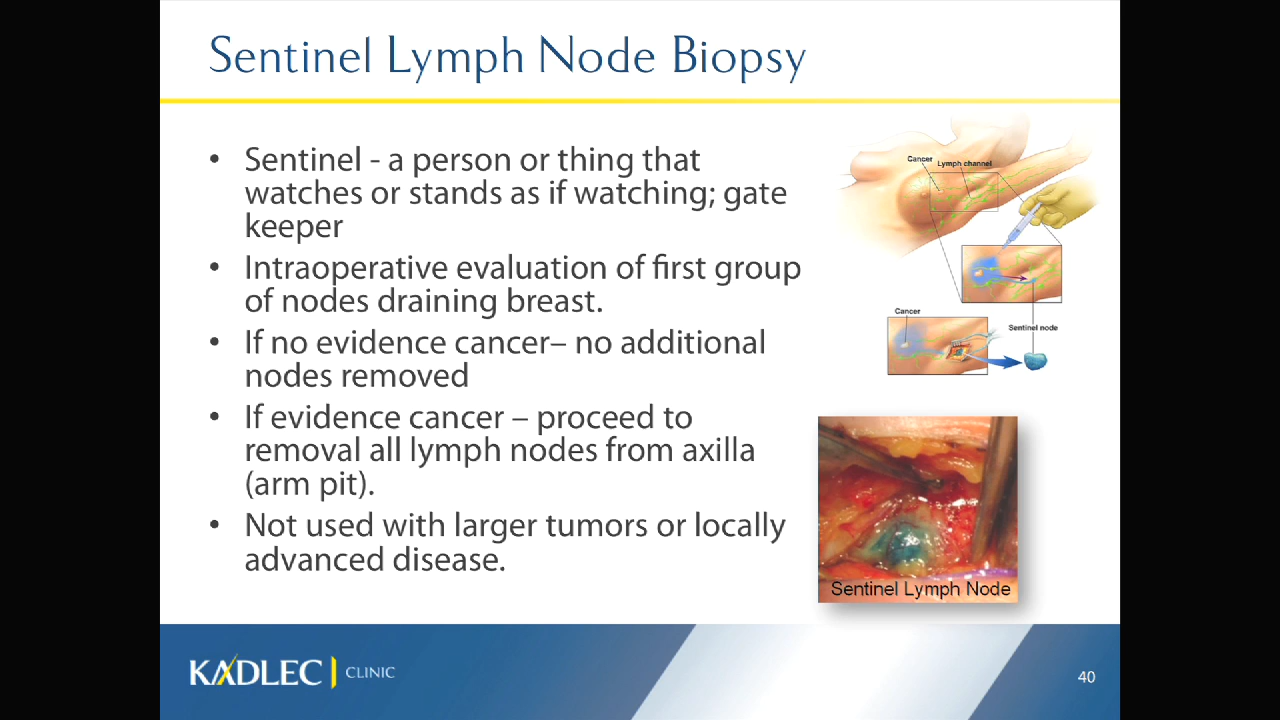 Sentinel Lymph Node Biopsy
• Sentinel - a person or thing that
watches or stands as if watching; gate
keeper
• Intraoperative evaluation of first group
of nodes draining breast.
• If no evidence cancer– no additional
nodes removed
• If evidence cancer – proceed to
removal all lymph nodes from axilla
(arm pit).
• Not used with larger tumors or locally
advanced disease.
Cancer
Lymph channel
Cancer
Sentinel node
Sentinel Lymph Node
KADLEC CLINIC
40